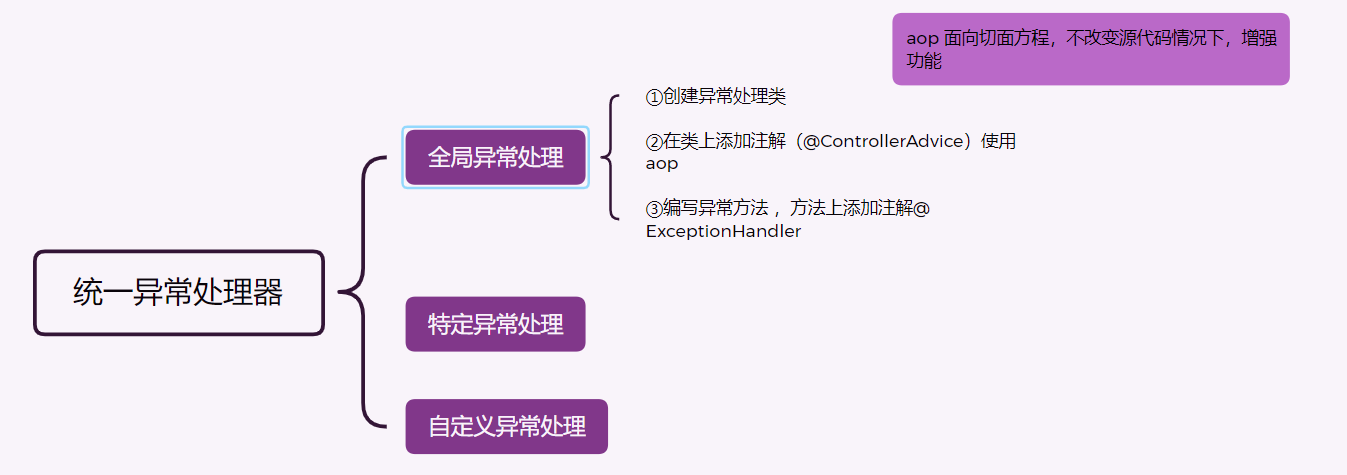 aop 面向切面方程，不改变源代码情况下，增强
功能
①创建异常处理类
②在类上添加注解（@ControllerAdvice）使用
aop
③编写异常方法 ，方法上添加注解@
ExceptionHandler
全局异常处理
统一异常处理器
特定异常处理
自定义异常处理